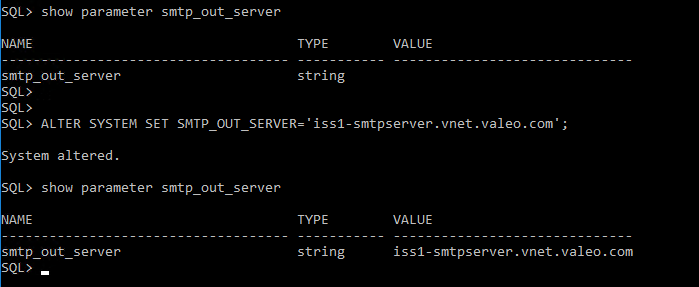 SQL> show parameter smtp_out_server
NAME                                 TYPE        VALUE
------------------------------------ ----------- ------------------------------
smtp_out_server                      string
SQL>
SQL>
SQL> ALTER SYSTEM SET SMTP_OUT_SERVER='iss1-smtpserver.vnet.valeo.com';
System altered.
SQL> show parameter smtp_out_server
NAME                                 TYPE        VALUE
------------------------------------ ----------- ------------------------------
smtp_out_server                      string      iss1-smtpserver.vnet.valeo.com
SQL>